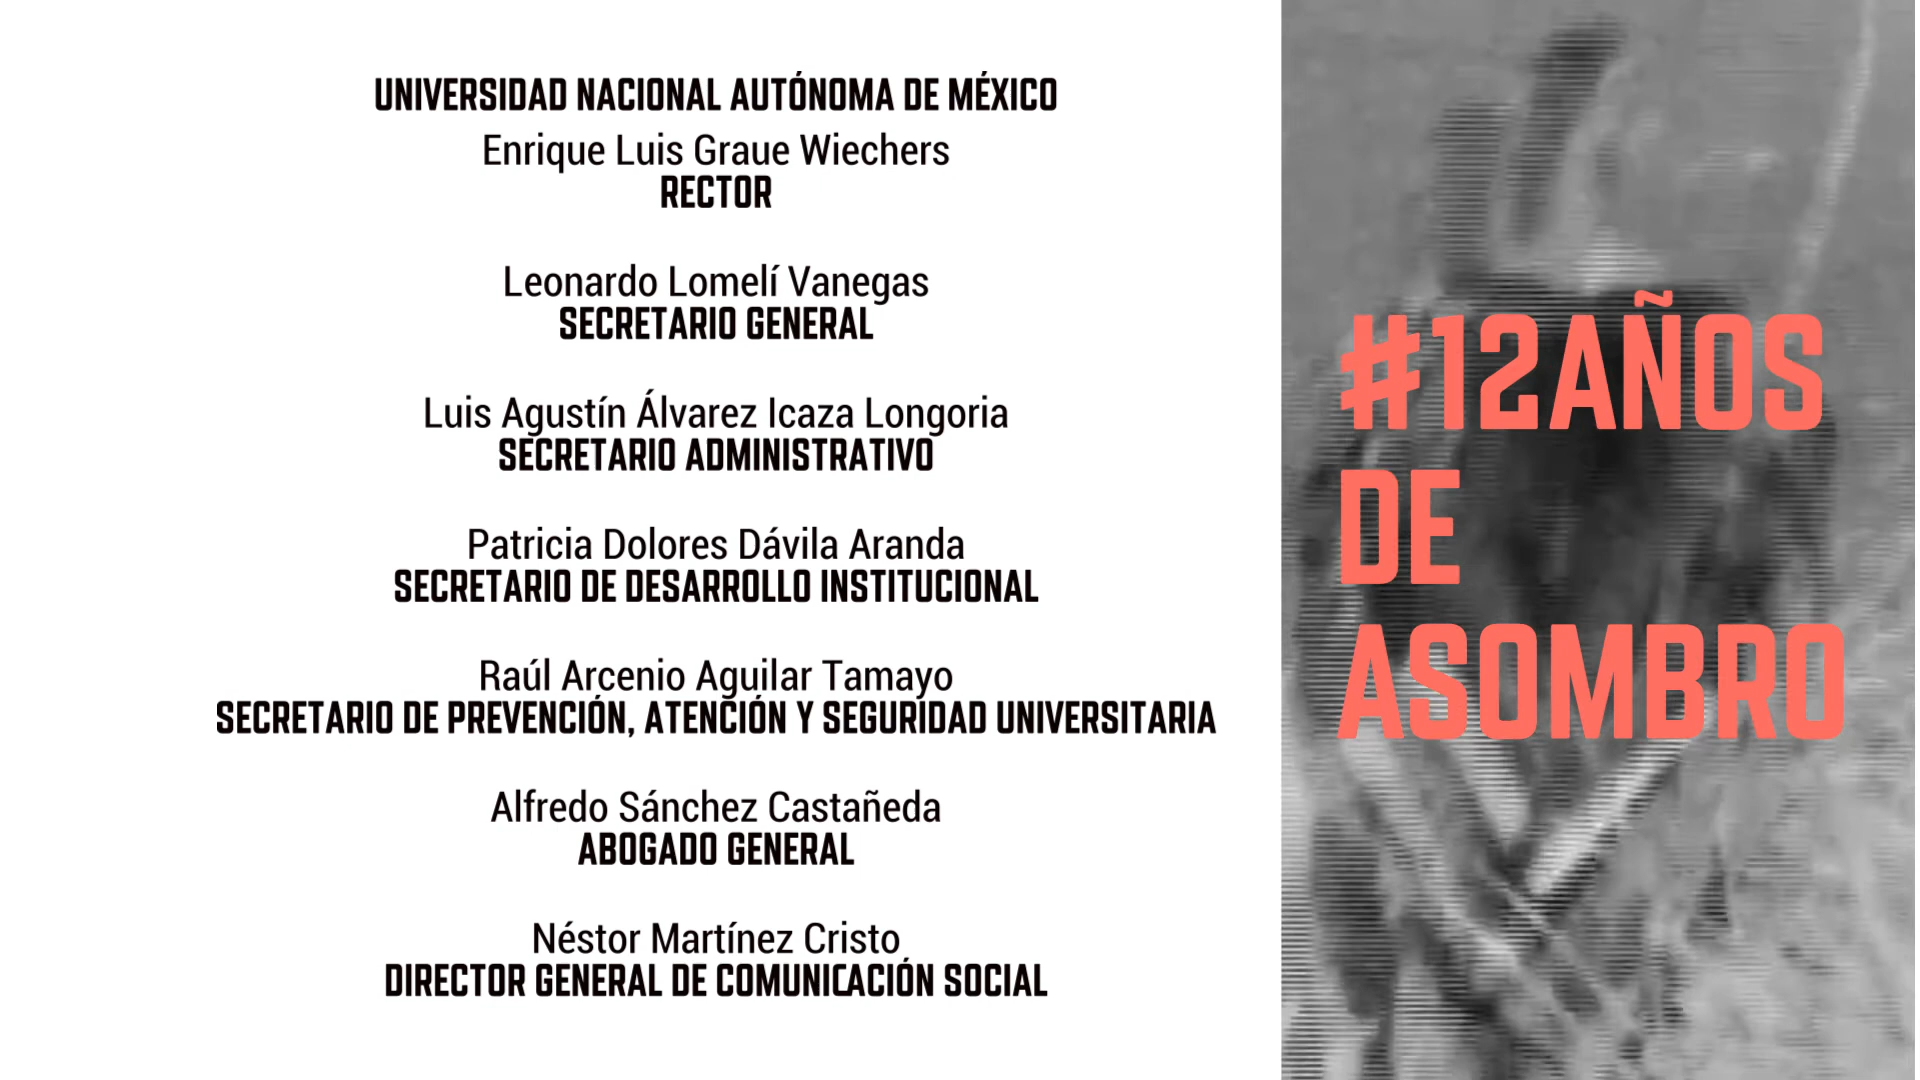 UNIVERSIDAD NACIONAL AUTÓNOMA DE MÉXICO
Enrique Luis Graue Wiechers
RECTOR
Leonardo Lomelí Vanegas
SECRETARIO GENERAL
Luis Agustín Álvarez Icaza Longoria
SECRETARIO ADMINISTRATIVO
Patricia Dolores Dávila Aranda
SECRETARIO DE DESARROLLO INSTITUCIONAL
Raúl Arcenio Aguilar Tamayo
SECRETARIO DE PREVENCIÓN, ATENCIÓN Y SEGURIDAD UNIVERSITARIA
Alfredo Sánchez Castañeda
ABOGADO GENERAL
Néstor Martínez Cristo
DIRECTOR GENERAL DE COMUNICACIÓN SOCIAL
#12AÑOS
DE
ASOMBRO